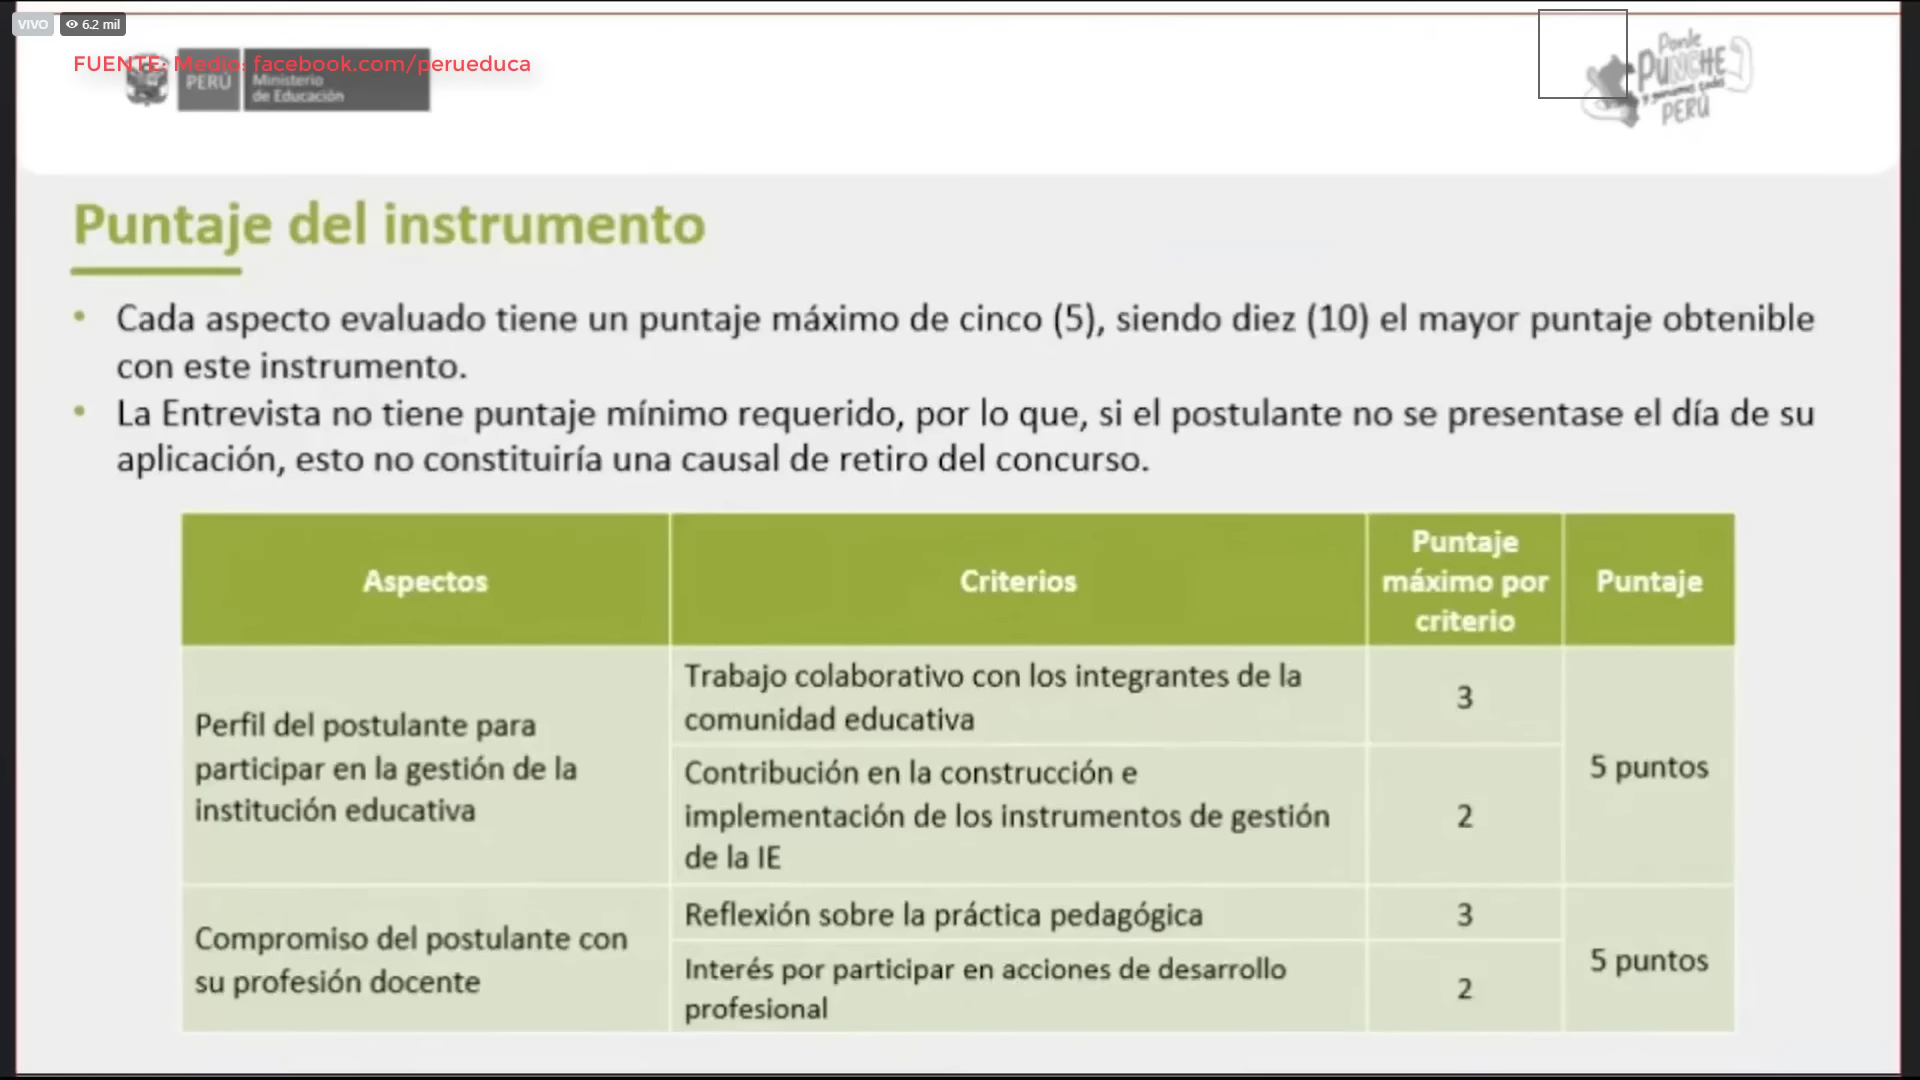 VIVO 6.2 mil
FUENTE: Medio: facebook.com/perueduca
PERÚ
Ministerio
de Educación
Ponle
PUNCHE
PERÚ
Puntaje del instrumento
• Cada aspecto evaluado tiene un puntaje máximo de cinco (5), siendo diez (10) el mayor puntaje obtenible
con este instrumento.
• La Entrevista no tiene puntaje mínimo requerido, por lo que, si el postulante no se presentase el día de su
aplicación, esto no constituiría una causal de retiro del concurso.
Aspectos
Criterios
Puntaje
máximo por
criterio
Puntaje
Perfil del postulante para
participar en la gestión de la
institución educativa
Trabajo colaborativo con los integrantes de la
comunidad educativa
3
Contribución en la construcción e
implementación de los instrumentos de gestión
de la IE
2
5 puntos
Compromiso del postulante con
su profesión docente
Reflexión sobre la práctica pedagógica
3
Interés por participar en acciones de desarrollo
profesional
2
5 puntos